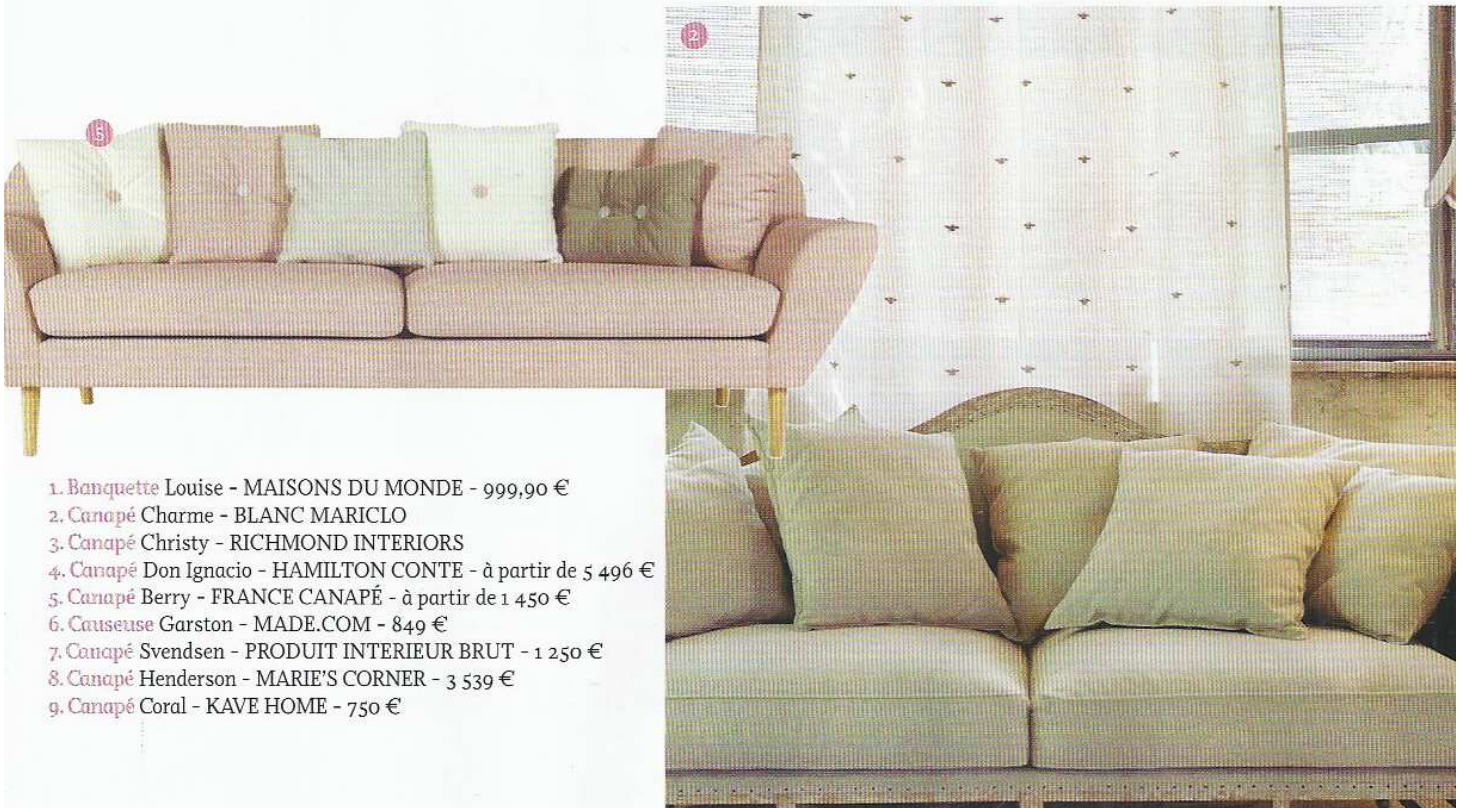 2
5
1. Banquette Louise - MAISONS DU MONDE - 999,90 €
2. Canapé Charme - BLANC MARICLO
3. Canapé Christy - RICHMOND INTERIORS
4. Canapé Don Ignacio - HAMILTON CONTE - à partir de 5 496 €
5. Canapé Berry - FRANCE CANAPÉ - à partir de 1 450 €
6. Causeuse Garston - MADE.COM - 849 €
7. Canapé Svendsen - PRODUIT INTERIEUR BRUT - 1 250 €
8. Canapé Henderson - MARIE'S CORNER - 3 539 €
9. Canapé Coral - KAVE HOME - 750 €